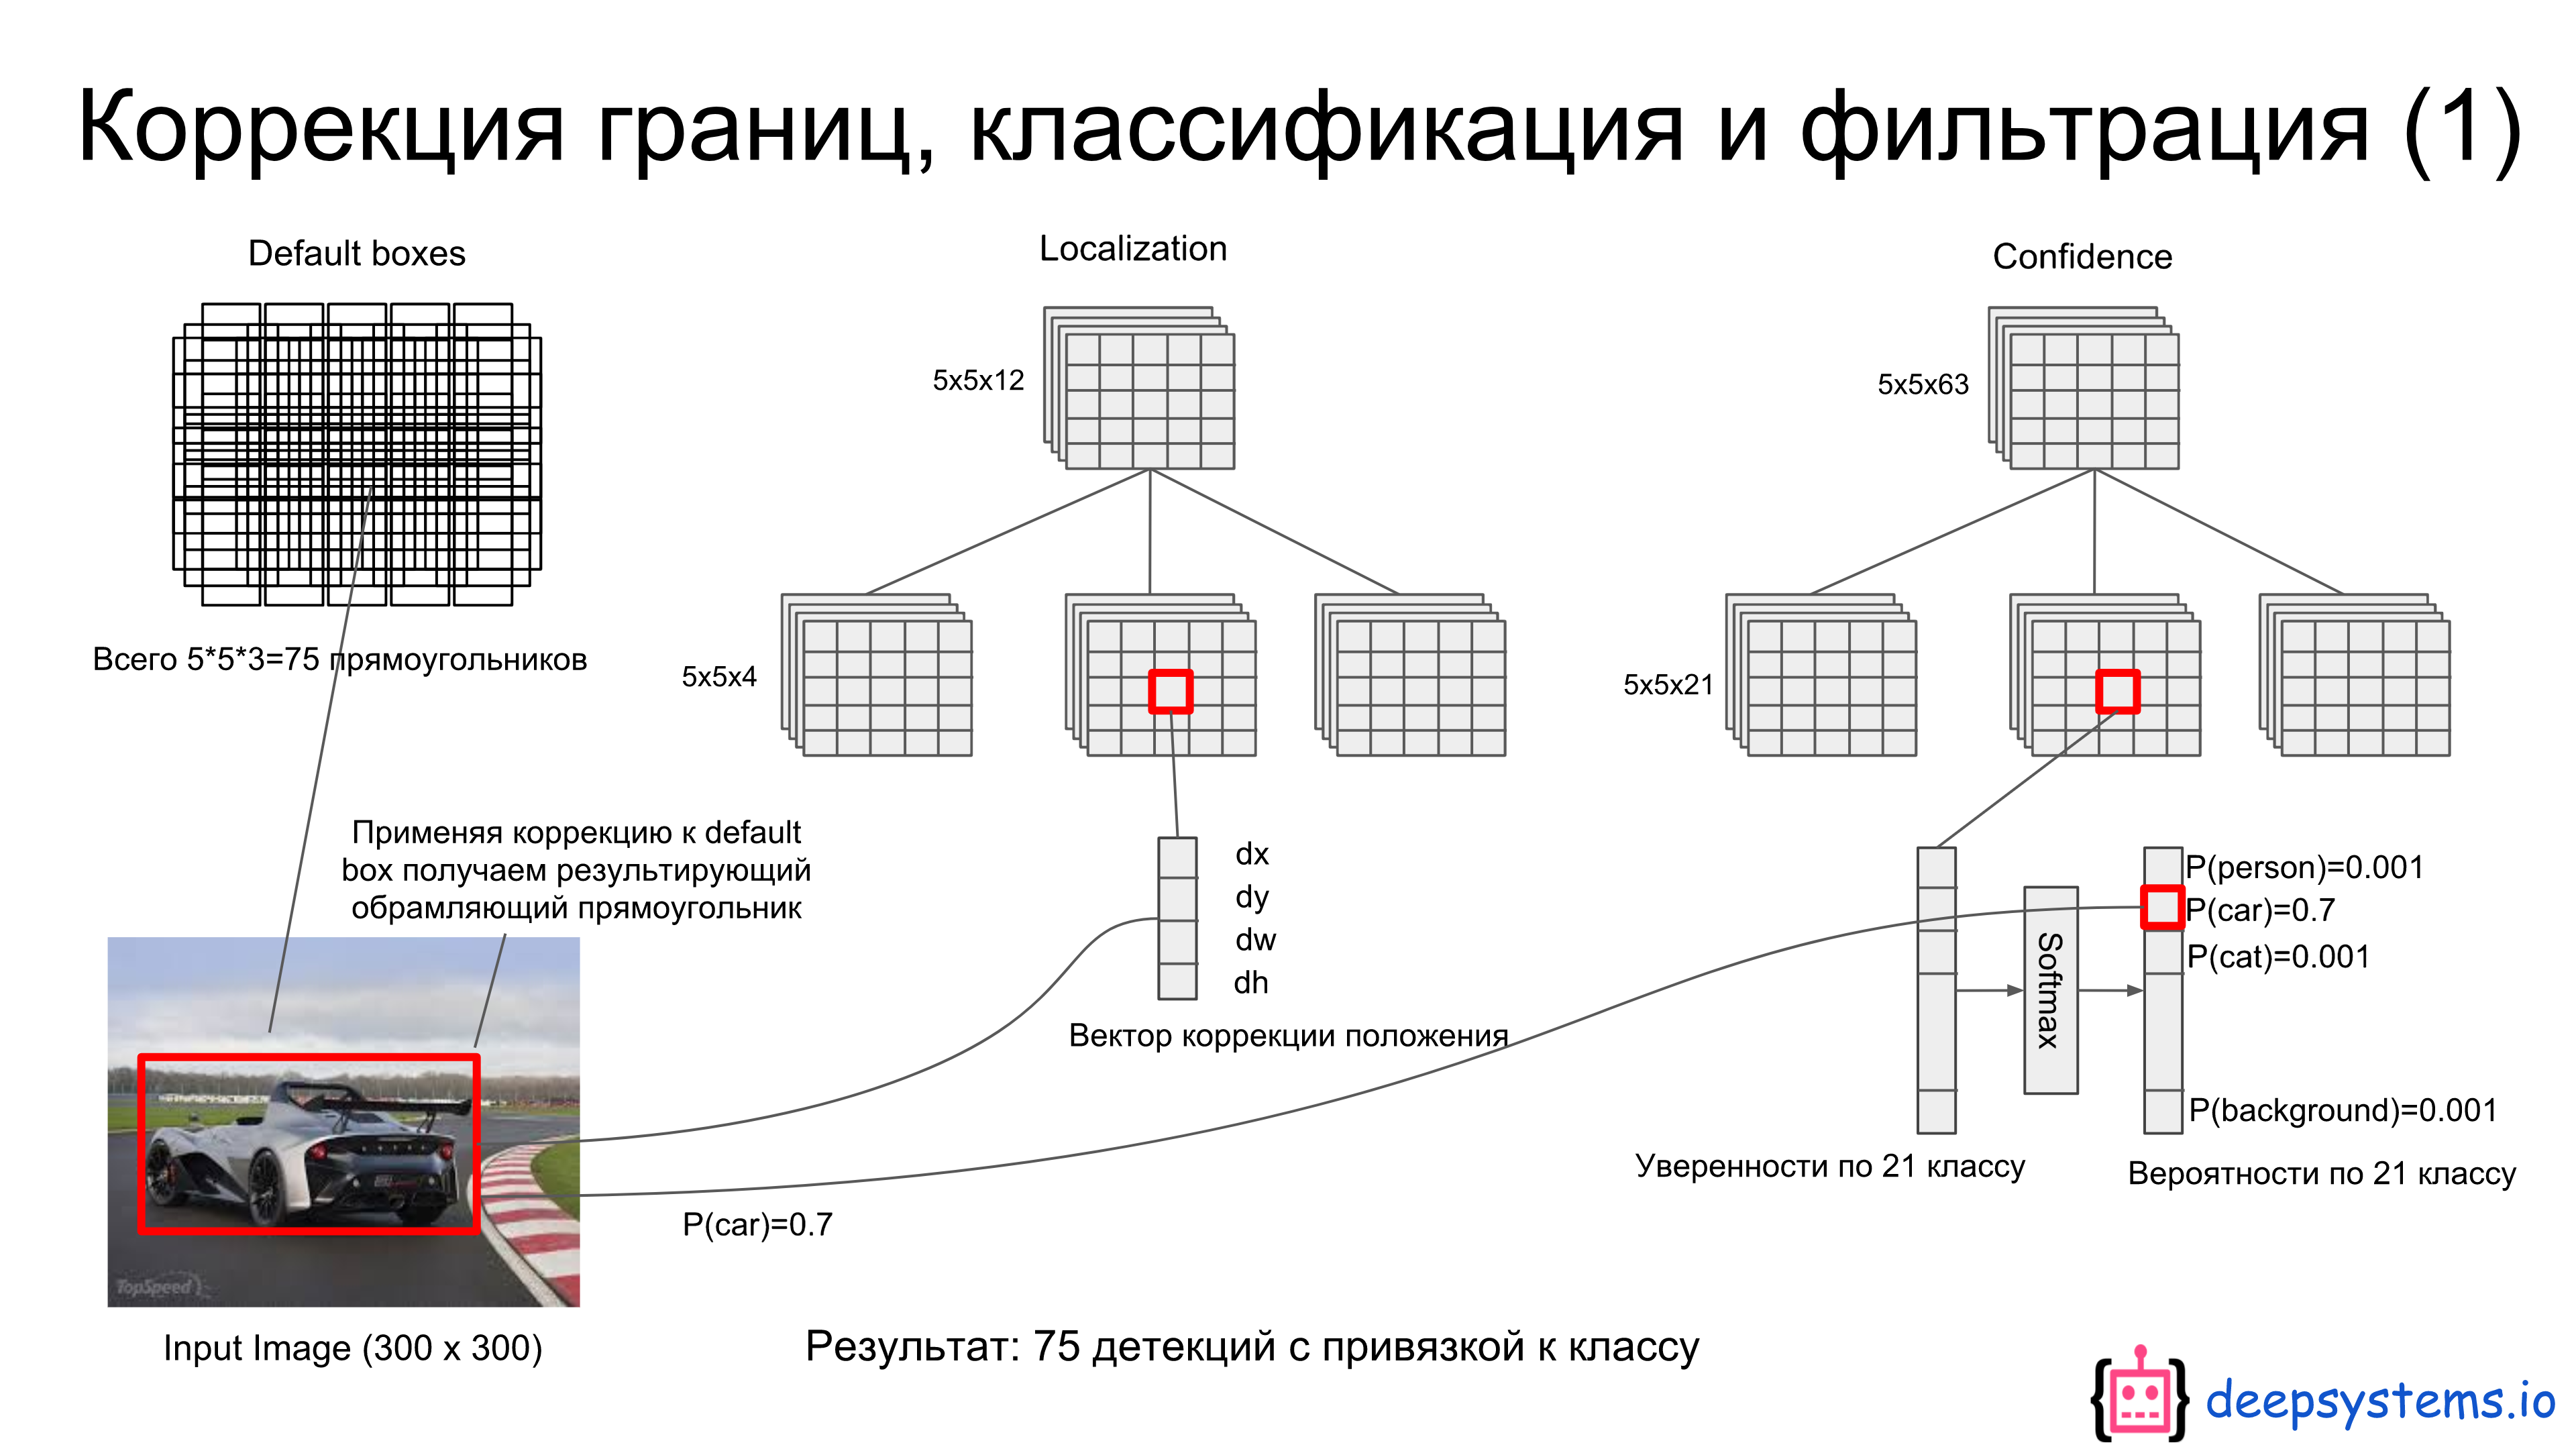 Коррекция границ, классификация и фильтрация (1)
Default boxes
Localization
Confidence
5x5x12
5x5x63
Всего 5*5*3=75 прямоугольников
5x5x4
5x5x21
Применяя коррекцию к default
box получаем результирующий
обрамляющий прямоугольник
dx
dy
dw
dh
Вектор коррекции положения
Softmax
P(person)=0.001
P(car)=0.7
P(cat)=0.001
P(background)=0.001
Уверенности по 21 классу
Вероятности по 21 классу
P(car)=0.7
TopSpeed
Input Image (300 x 300)
Результат: 75 детекций с привязкой к классу
deepsystems.io